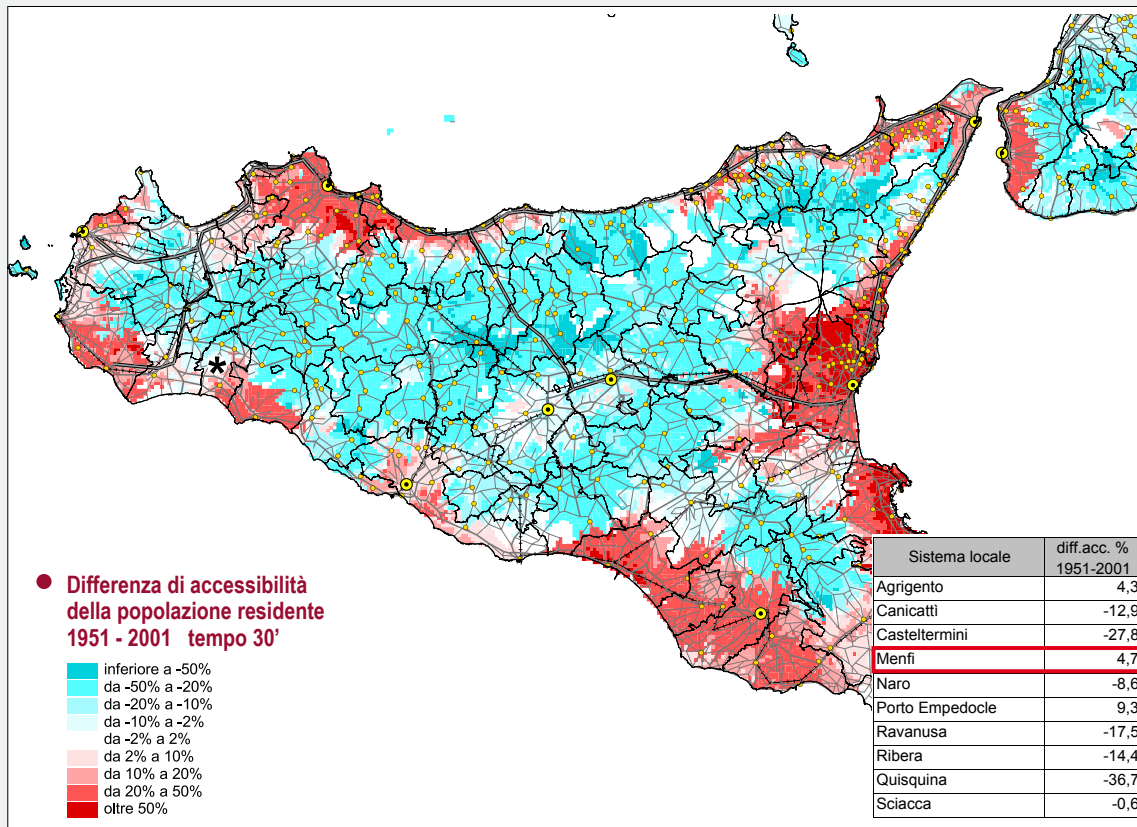 ● Differenza di accessibilità
della popolazione residente
1951 - 2001 tempo 30'
inferiore a -50%
da -50% a -20%
da -20% a -10%
da -10% a -2%
da -2% a 2%
da 2% a 10%
da 10% a 20%
da 20% a 50%
oltre 50%
Sistema locale diff.acc. % 1951-2001
Agrigento 4,3
Canicattì -12,9
Casteltermini -27,8
Menfi 4,7
Naro -8,6
Porto Empedocle 9,3
Ravanusa -17,5
Ribera -14,4
Quisquina -36,7
Sciacca -0,6